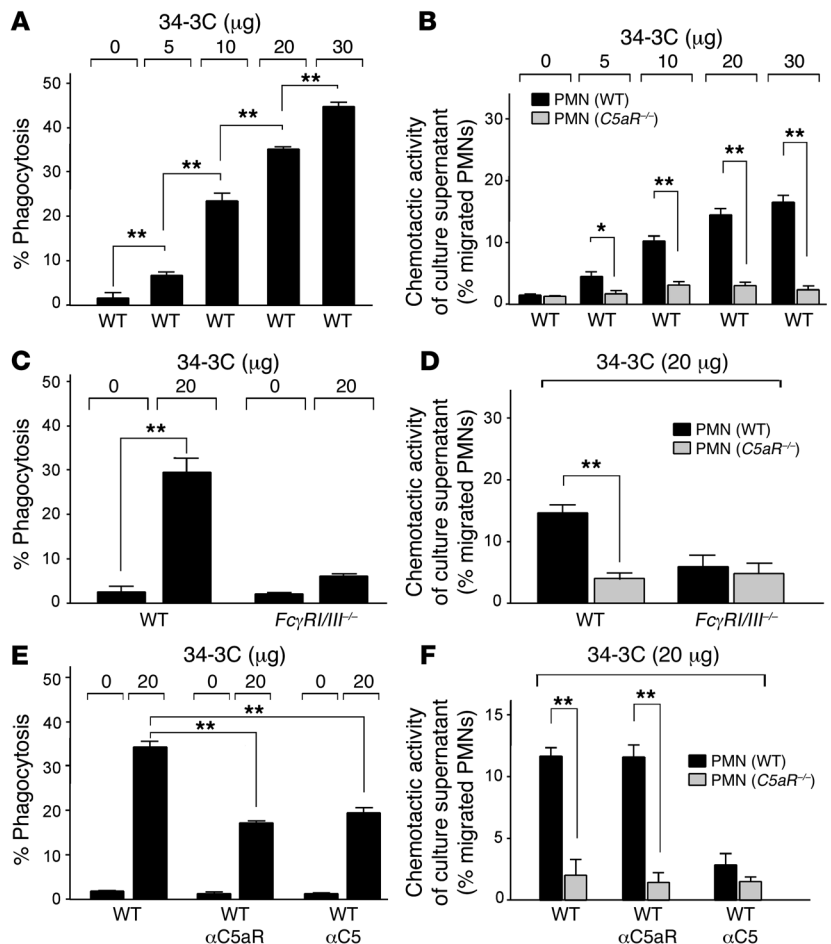 A
34-3C (μg)
0 5 10 20 30
% Phagocytosis
50
40
30
20
10
0
** ** ** **
WT WT WT WT WT
B
34-3C (μg)
0 5 10 20 30
PMN (WT)
PMN (C5aR–/–)
Chemotactic activity
of culture supernatant
(% migrated PMNs)
30
20
10
0
* ** ** **
WT WT WT WT WT
C
34-3C (μg)
0 20 0 20
% Phagocytosis
50
40
30
20
10
0
**
WT FcγRI/III–/–
D
34-3C (20 μg)
PMN (WT)
PMN (C5aR–/–)
Chemotactic activity
of culture supernatant
(% migrated PMNs)
30
20
10
0
**
WT FcγRI/III–/–
E
34-3C (μg)
0 20 0 20 0 20
% Phagocytosis
50
40
30
20
10
0
**
**
WT WT WT
αC5aR αC5
F
34-3C (20 μg)
PMN (WT)
PMN (C5aR–/–)
Chemotactic activity
of culture supernatant
(% migrated PMNs)
15
10
5
0
** **
WT WT WT
αC5aR αC5